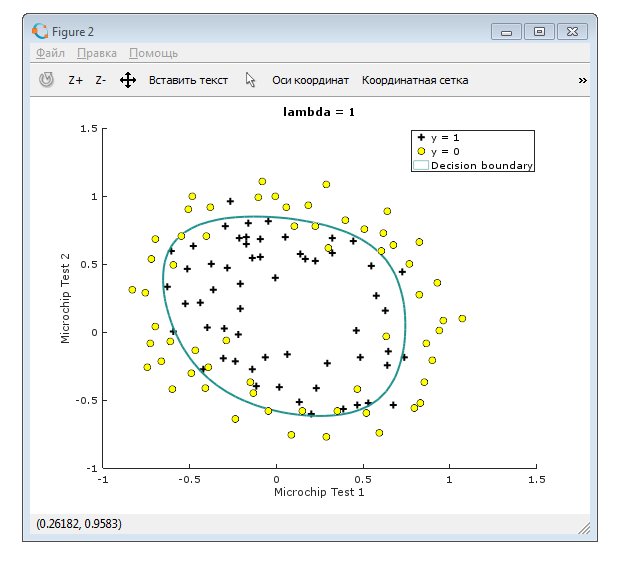 Figure 2
Файл Правка Помощь
Z+ Z- Вставить текст Оси координат Координатная сетка »
lambda = 1
y = 1
y = 0
Decision boundary
1.5
1
0.5
0
-0.5
-1
Microchip Test 2
-1 -0.5 0 0.5 1 1.5
Microchip Test 1
(0.26182, 0.9583)